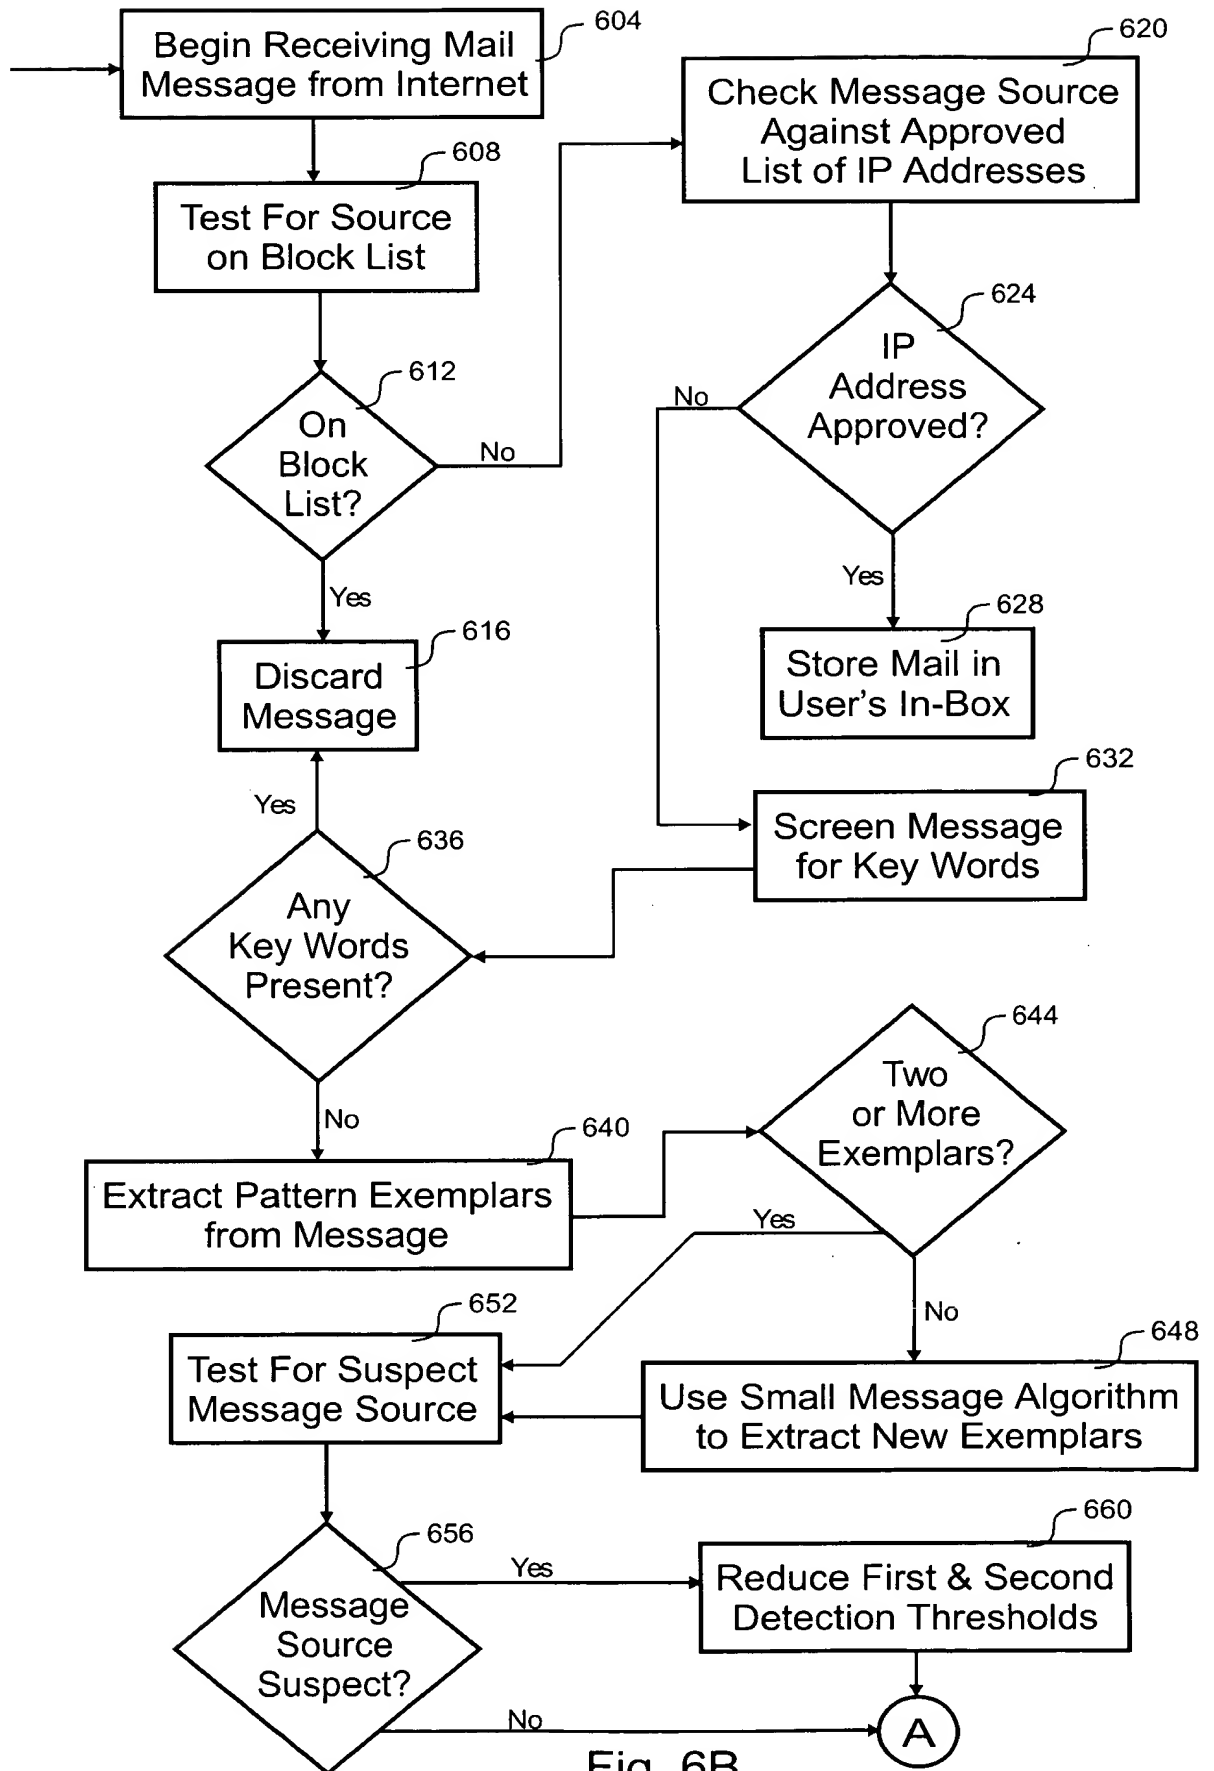 604
Begin Receiving Mail
Message from Internet
620
Check Message Source
Against Approved
List of IP Addresses
608
Test For Source
on Block List
624
IP
Address
Approved?
No
612
On
Block
List?
No
Yes
Yes
616
Discard
Message
628
Store Mail in
User's In-Box
632
Screen Message
for Key Words
Yes
636
Any
Key Words
Present?
No
644
Two
or More
Exemplars?
640
Extract Pattern Exemplars
from Message
Yes
No
652
Test For Suspect
Message Source
648
Use Small Message Algorithm
to Extract New Exemplars
656
Message
Source
Suspect?
Yes
660
Reduce First & Second
Detection Thresholds
No
A
Fig. 6B